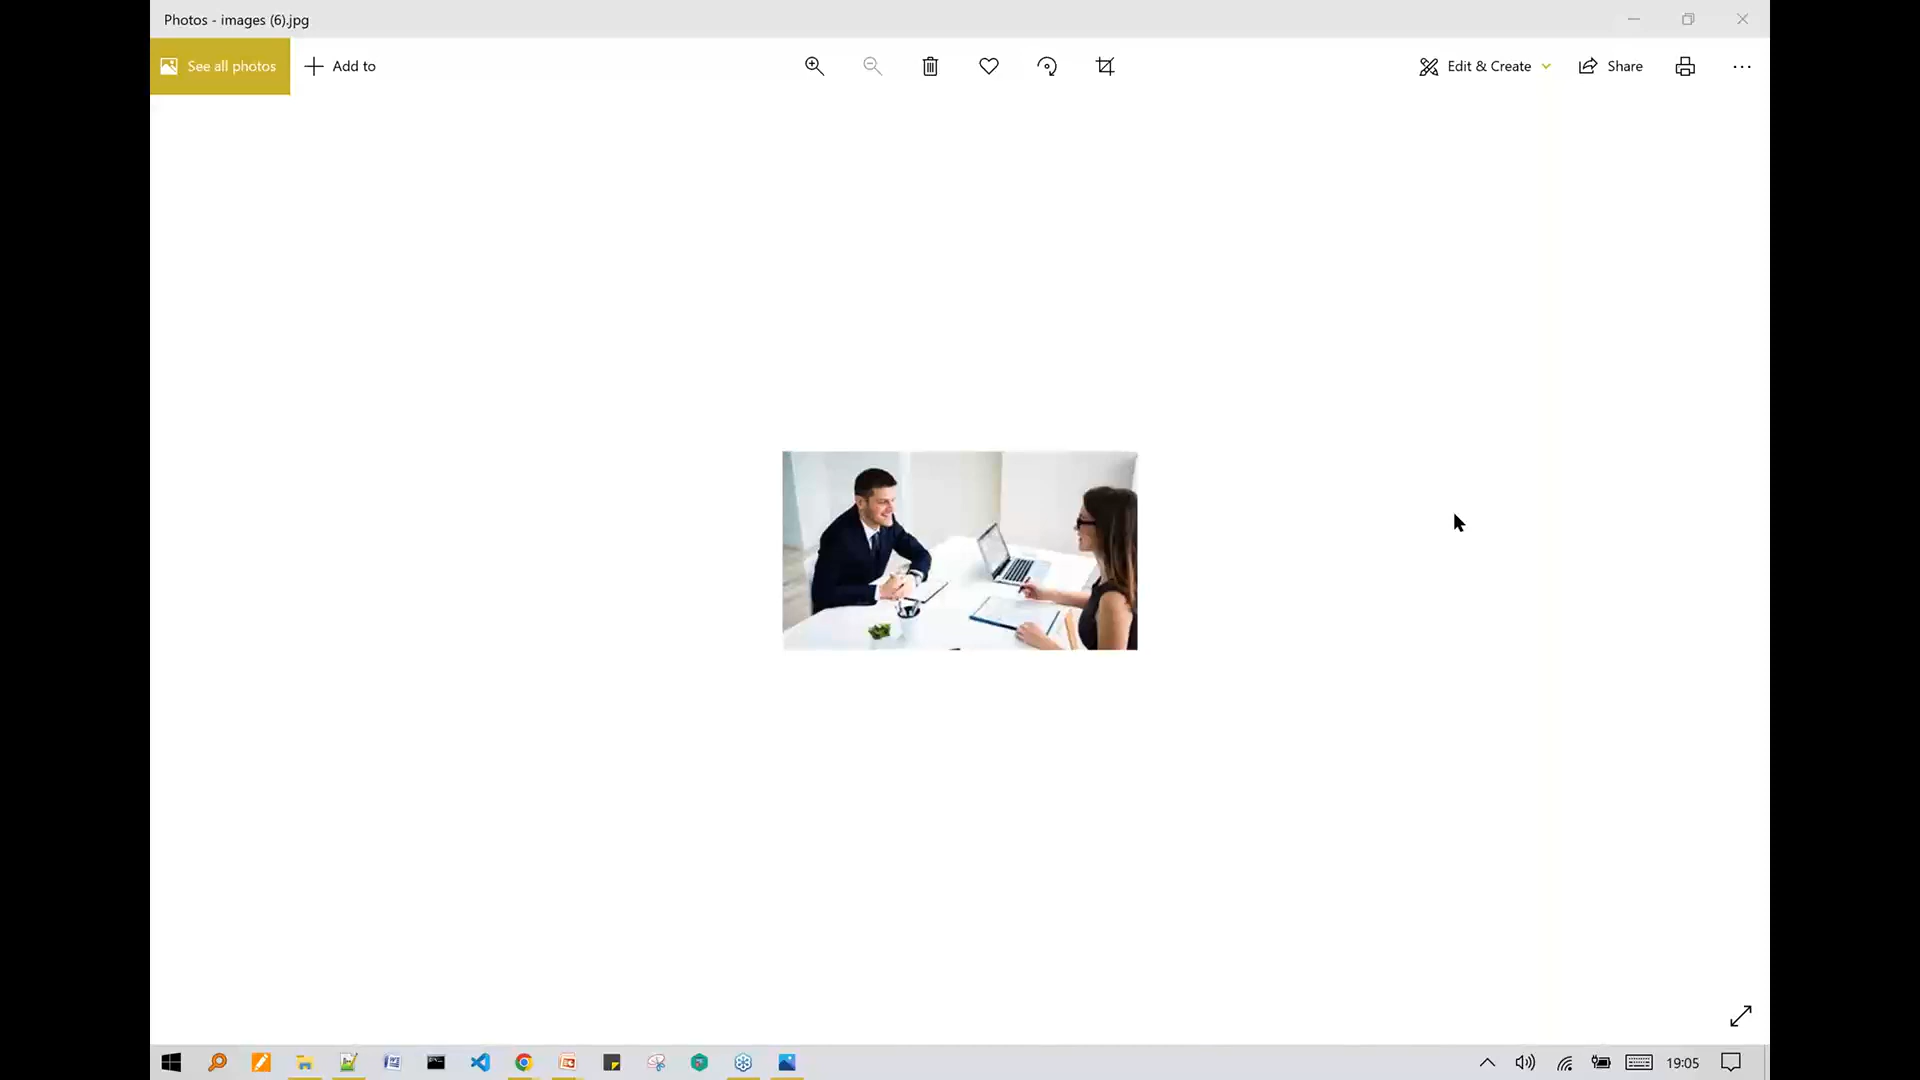 Photos - images (6).jpg
See all photos
Add to
Edit & Create
Share
19:05